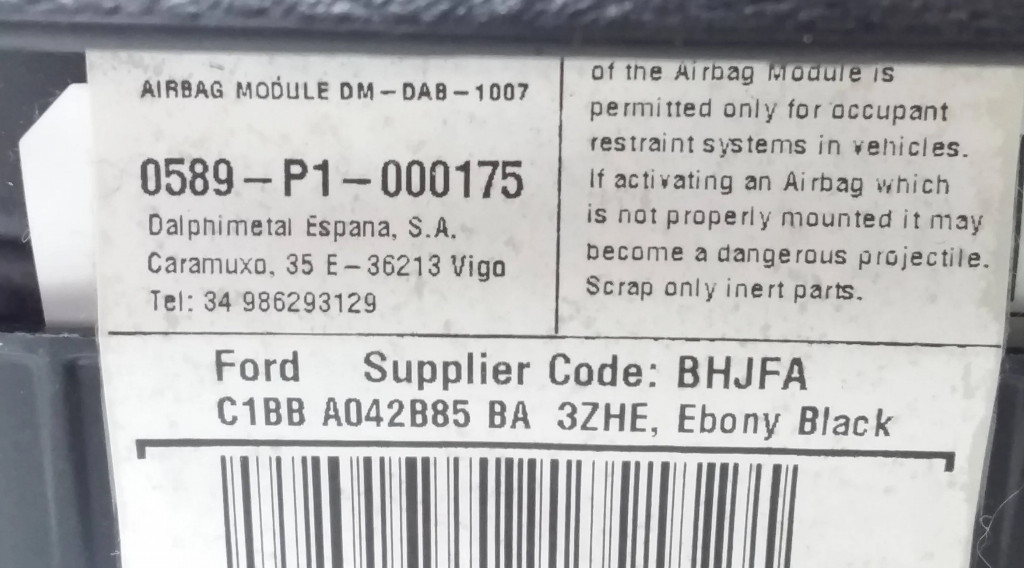 AIRBAG MODULE DM-DAB-1007
0589-P1-000175
Dalphimetal Espana, S.A.
Caramuxo, 35 E-36213 Vigo
Tel: 34 986293129
of the Airbag Module is
permitted only for occupant
restraint systems in vehicles.
If activating an Airbag which
is not properly mounted it may
become a dangerous projectile.
Scrap only inert parts.
Ford Supplier Code: BHJFA
C1BB A042B85 BA 3ZHE, Ebony Black